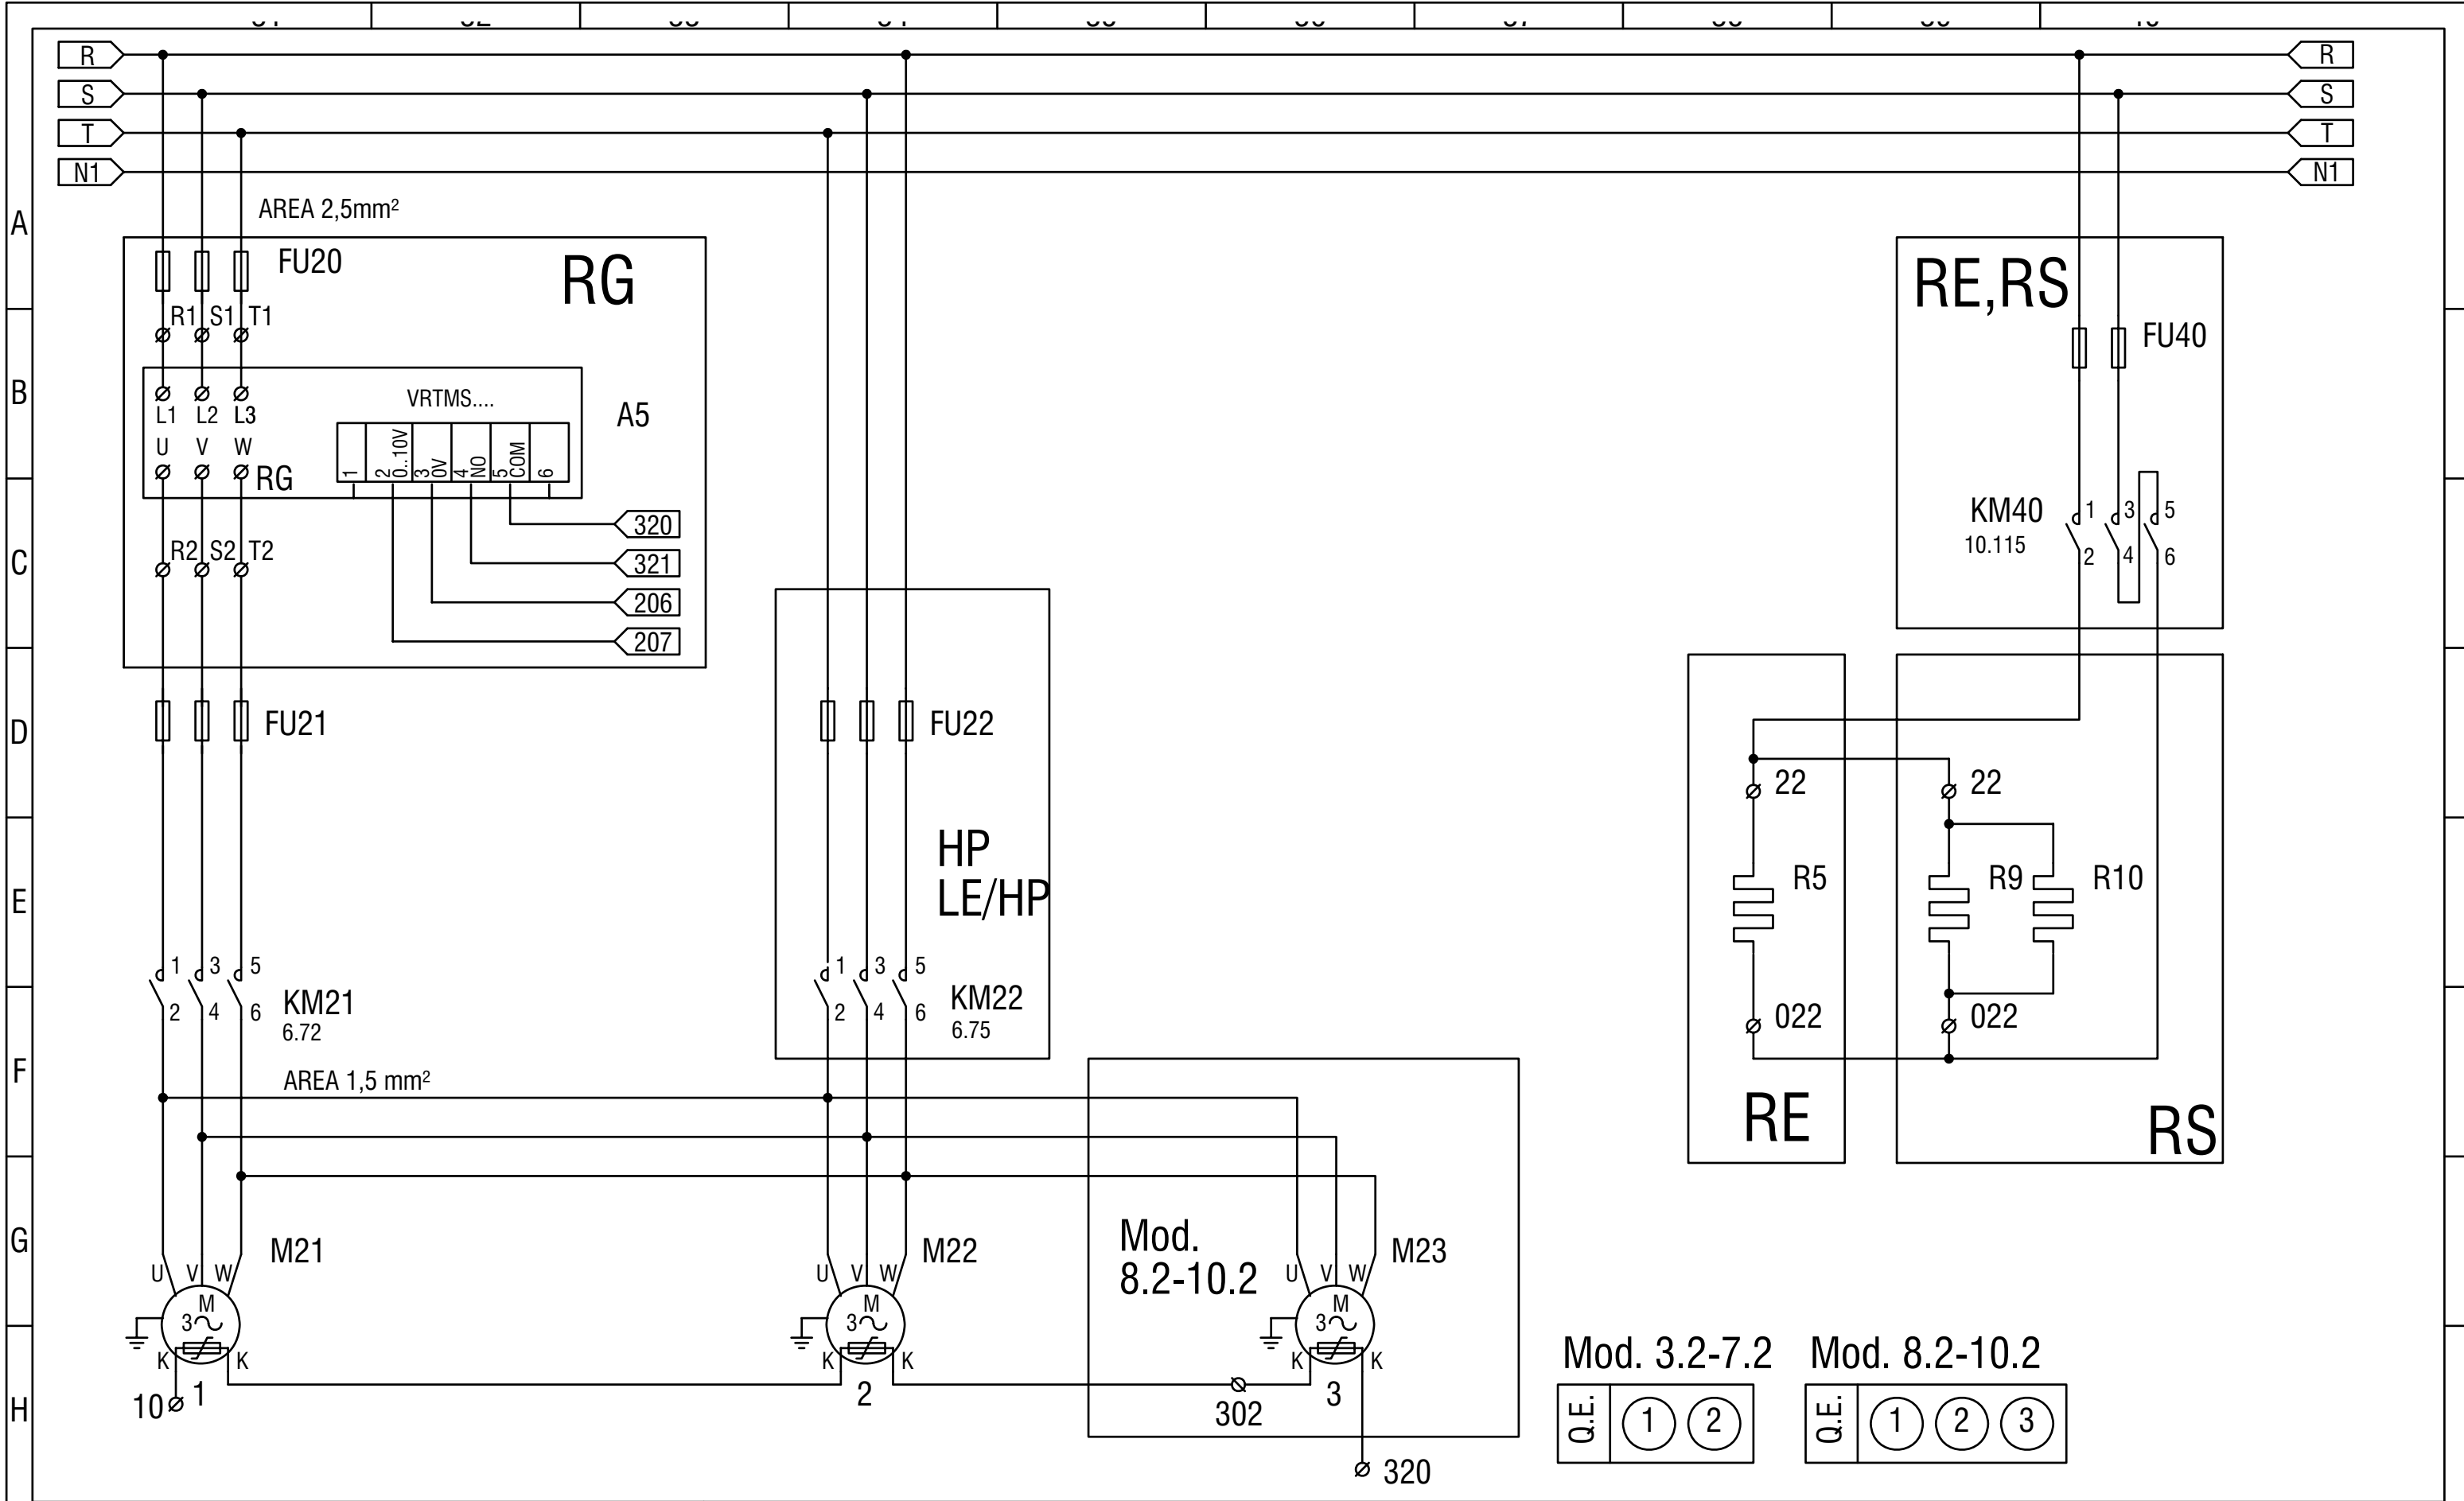 R R
S S
T T
N1 N1
AREA 2,5mm²
A
FU20
RG
RE,RS
R1 S1 T1
FU40
B
VRTMS....
L1 L2 L3
A5
U V W
RG
1
2 0..10V
3 0V
4 NO
5 COM
6
320
321
206
207
KM40
10.115
1 3 5
2 4 6
C
R2 S2 T2
D
FU21
FU22
22 22
HP
LE/HP
E
R5 R9 R10
1 3 5
2 4 6
KM21
6.72
1 3 5
2 4 6
KM22
6.75
022 022
F
AREA 1,5 mm²
RE
RS
G
M21
M22
Mod.
8.2-10.2
M23
U V W
U V W
U V W
M
3
M
3
M
3
K K
K K
K K
H
10 1
2
302
3
320
Mod. 3.2-7.2
Q.E. 1 2
Mod. 8.2-10.2
Q.E. 1 2 3